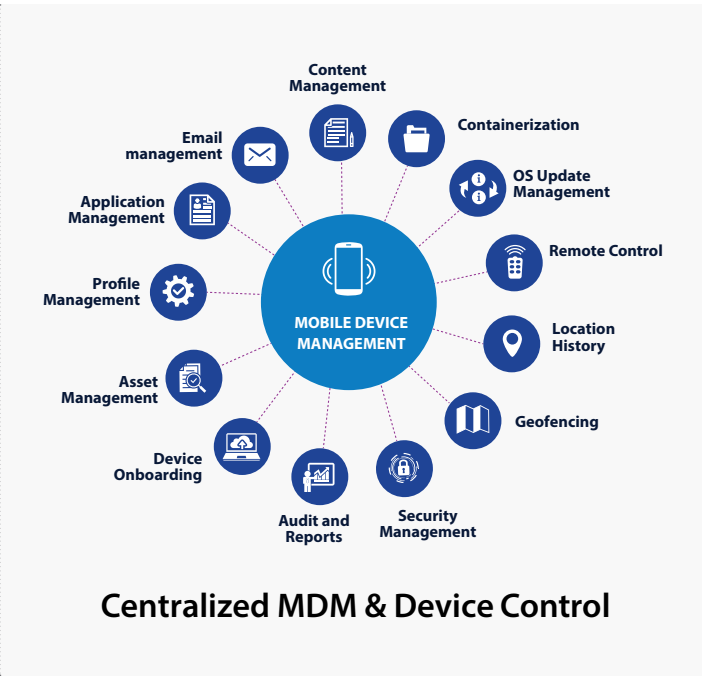 Content
Management
Containerization
OS Update
Management
Remote Control
Location
History
Geofencing
Security
Management
Audit and
Reports
Device
Onboarding
Asset
Management
Profile
Management
Application
Management
Email
management
MOBILE DEVICE
MANAGEMENT
Centralized MDM & Device Control